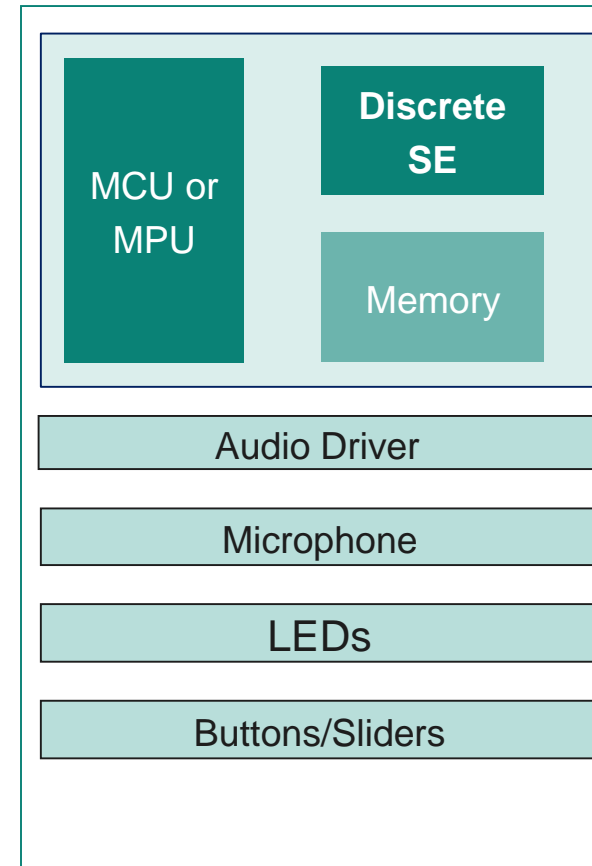 MCU or
MPU
Discrete
SE
Memory
Audio Driver
Microphone
LEDs
Buttons/Sliders